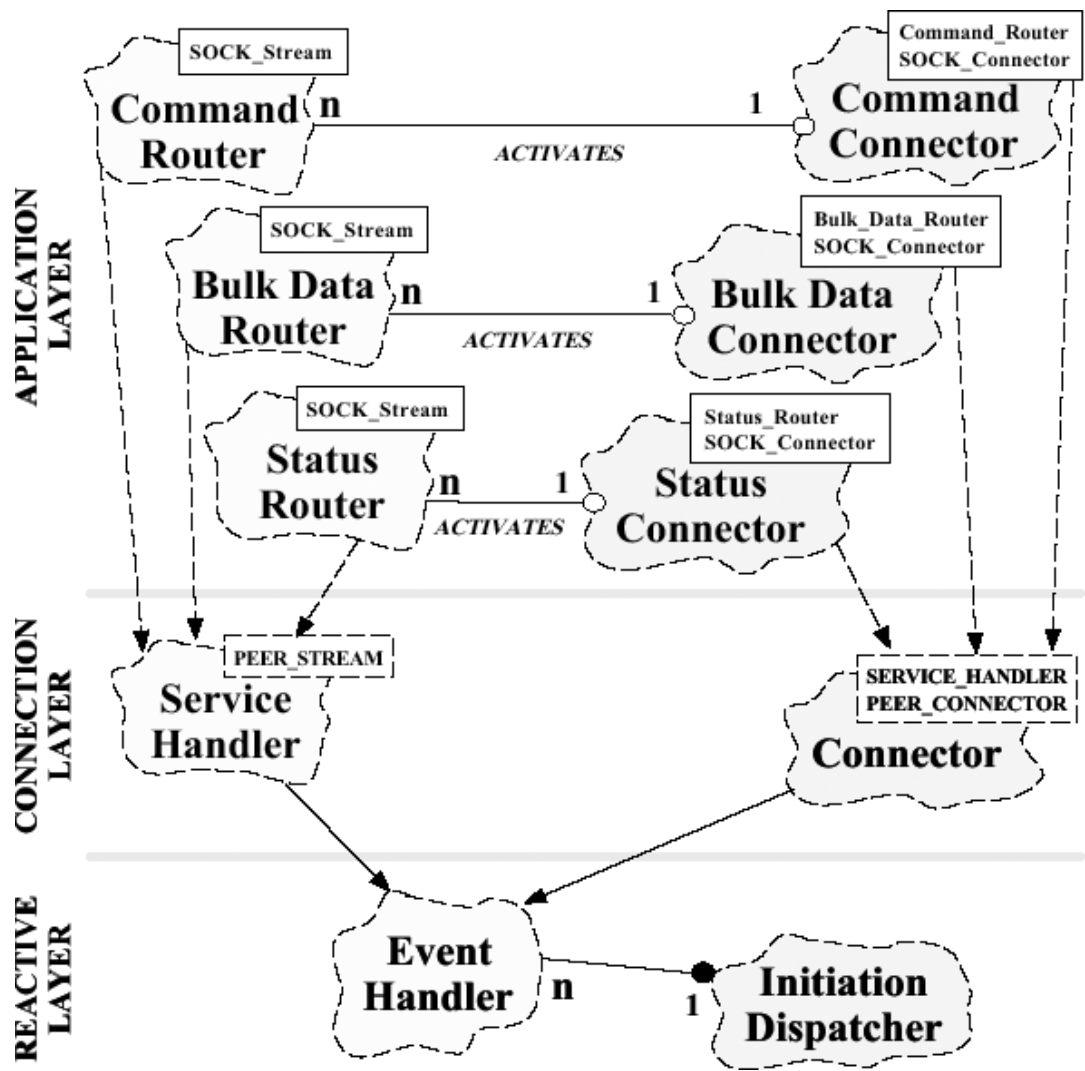 SOCK_Stream
Command
Router
n
1
ACTIVATES
Command_Router
SOCK_Connector
Command
Connector
APPLICATION
LAYER
SOCK_Stream
Bulk Data
Router
n
1
ACTIVATES
Bulk_Data_Router
SOCK_Connector
Bulk Data
Connector
SOCK_Stream
Status
Router
n
1
ACTIVATES
Status_Router
SOCK_Connector
Status
Connector
CONNECTION
LAYER
PEER_STREAM
Service
Handler
SERVICE_HANDLER
PEER_CONNECTOR
Connector
REACTIVE
LAYER
Event
Handler
n
1
Initiation
Dispatcher